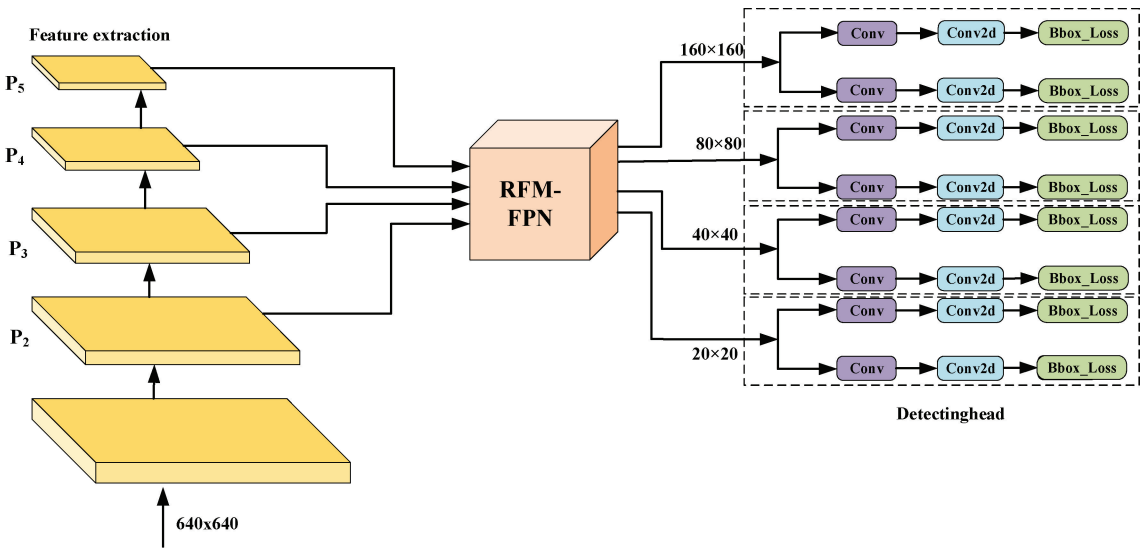 Feature extraction
P5
P4
P3
P2
640x640
RFM-
FPN
160×160
Conv
Conv2d
Bbox_Loss
Conv
Conv2d
Bbox_Loss
80×80
Conv
Conv2d
Bbox_Loss
Conv
Conv2d
Bbox_Loss
40×40
Conv
Conv2d
Bbox_Loss
Conv
Conv2d
Bbox_Loss
20×20
Conv
Conv2d
Bbox_Loss
Conv
Conv2d
Bbox_Loss
Detectinghead